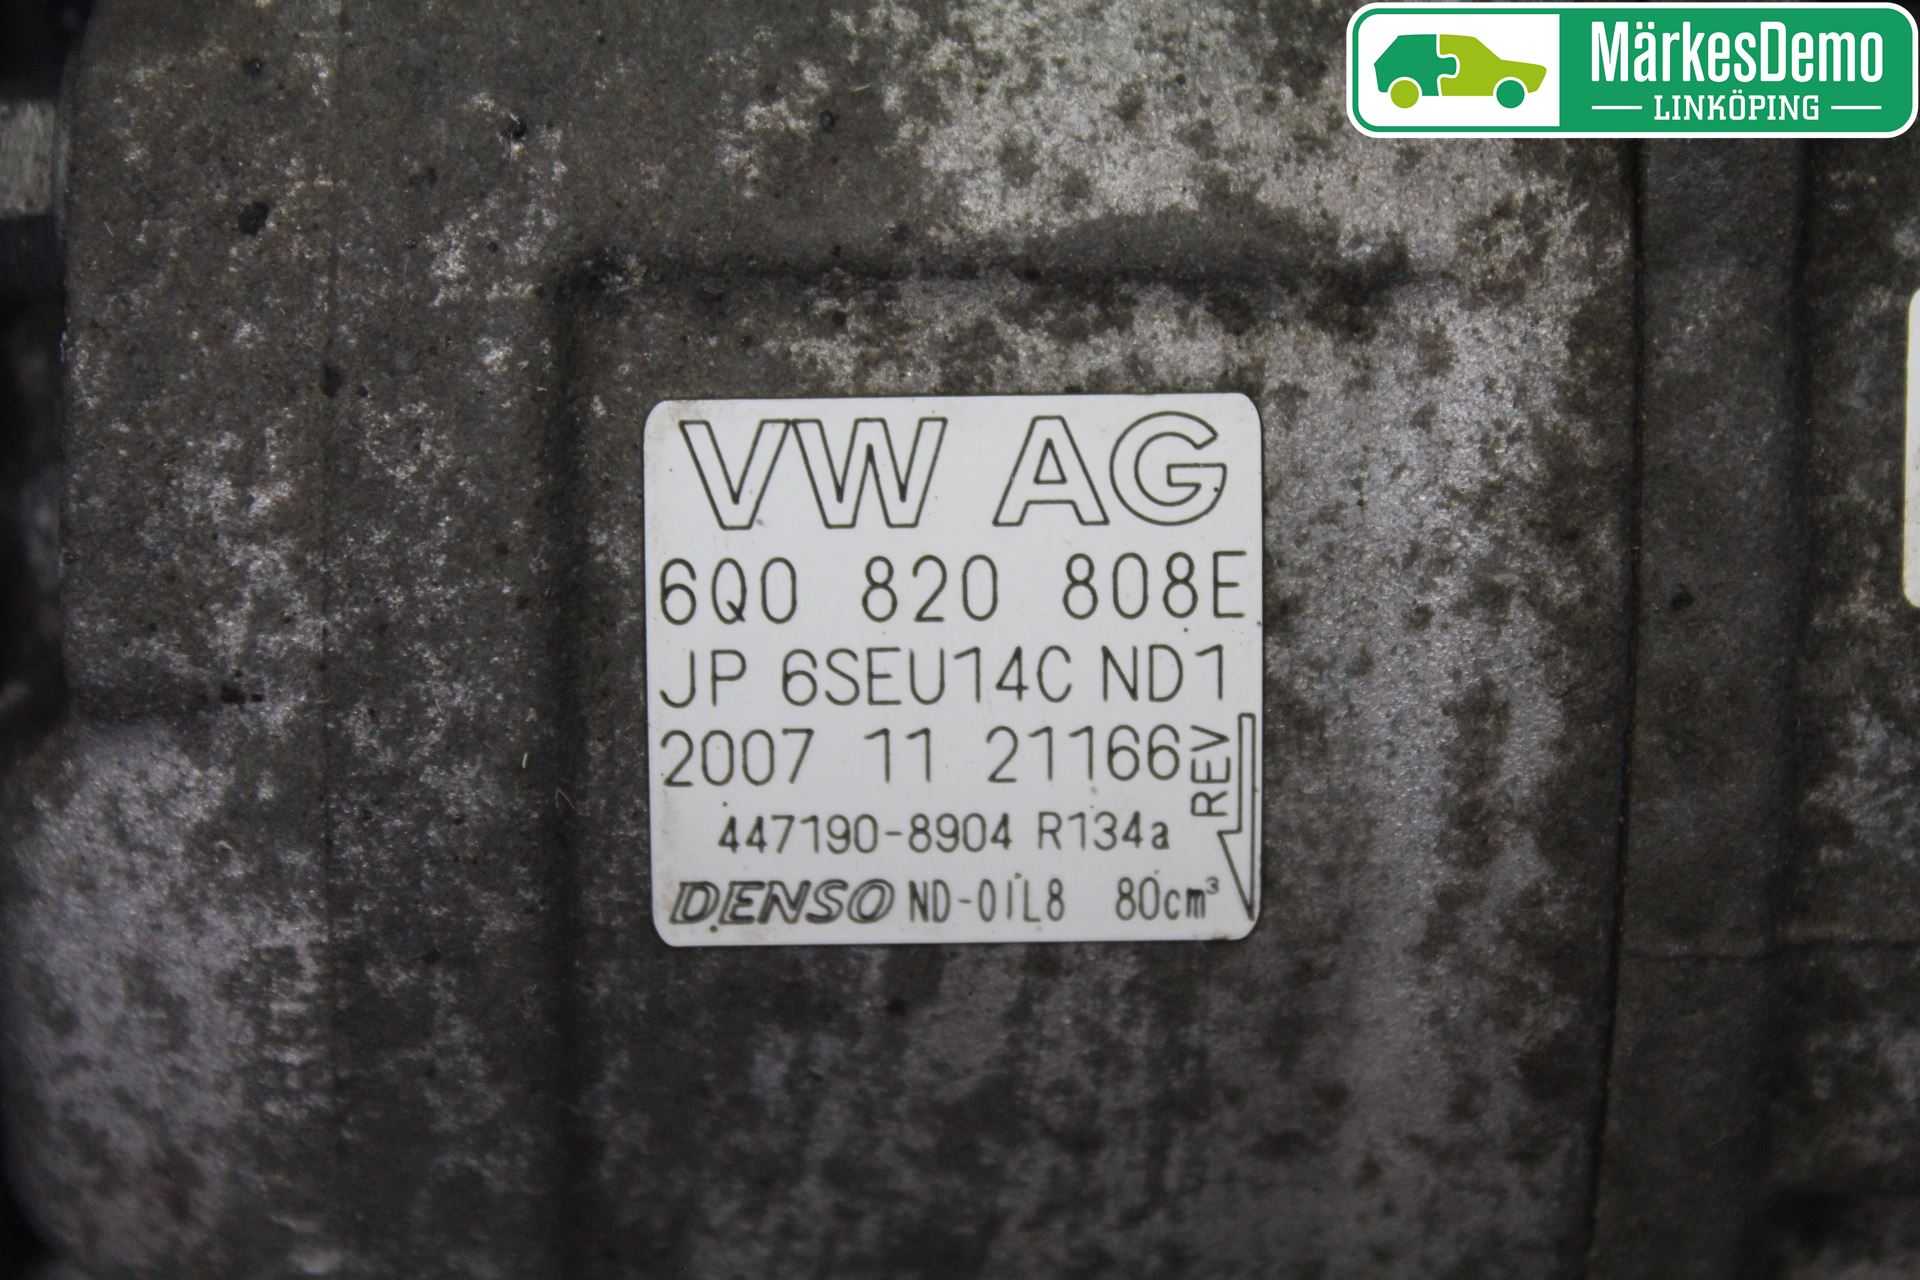 MärkesDemo
LINKÖPING
VW AG
6Q0 820 808E
JP 6SEU14C ND1
2007 11 21166
REV
447190-8904 R134a
DENSO ND-OIL8 80cm³